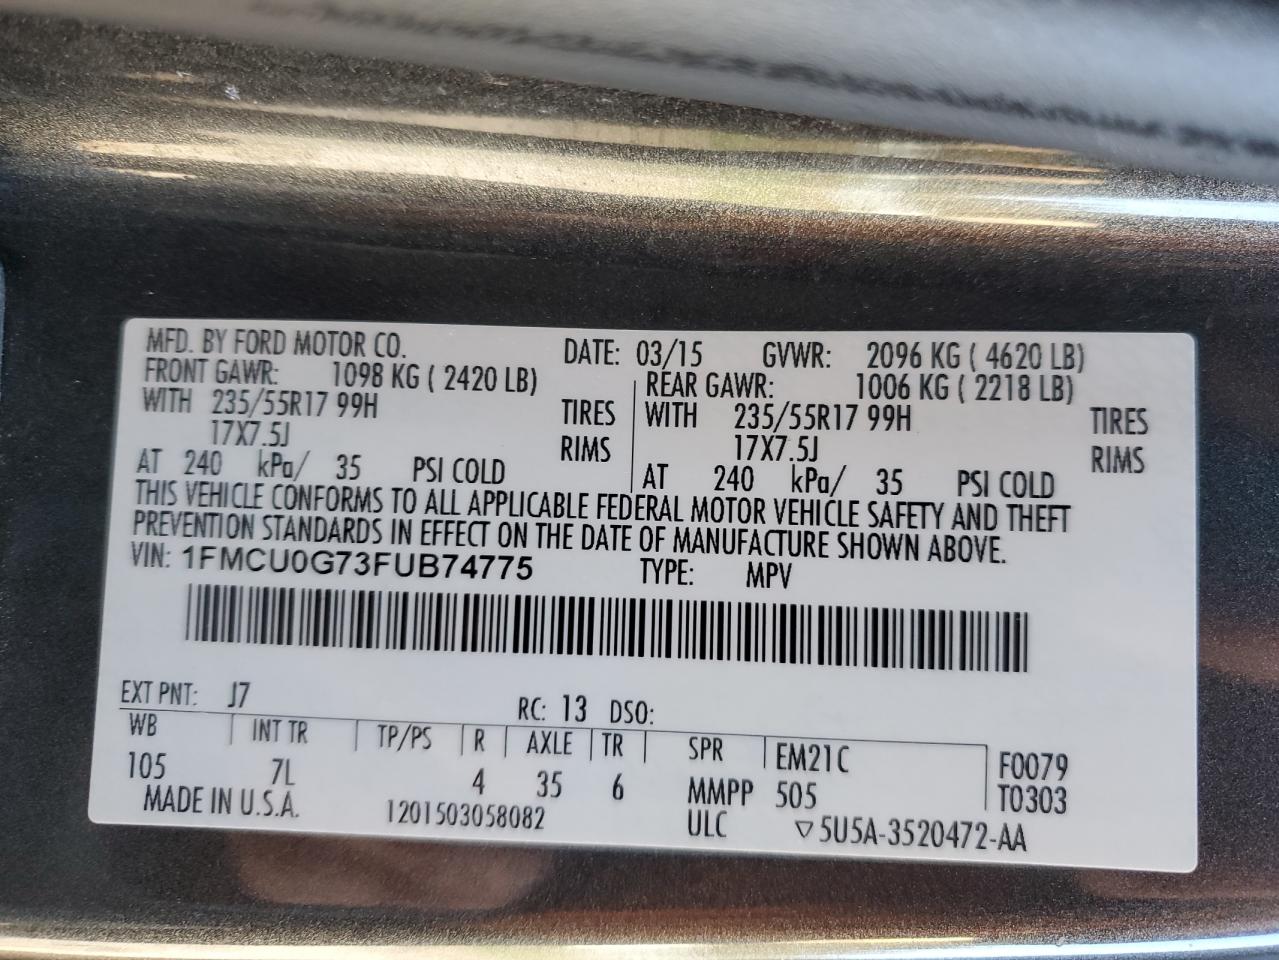 MFD. BY FORD MOTOR CO. DATE: 03/15 GVWR: 2096 KG ( 4620 LB)
FRONT GAWR: 1098 KG ( 2420 LB) REAR GAWR: 1006 KG ( 2218 LB)
WITH 235/55R17 99H TIRES WITH 235/55R17 99H TIRES
17X7.5J RIMS 17X7.5J RIMS
AT 240 kPa/ 35 PSI COLD AT 240 kPa/ 35 PSI COLD
THIS VEHICLE CONFORMS TO ALL APPLICABLE FEDERAL MOTOR VEHICLE SAFETY AND THEFT
PREVENTION STANDARDS IN EFFECT ON THE DATE OF MANUFACTURE SHOWN ABOVE.
VIN: 1FMCU0G73FUB74775 TYPE: MPV
EXT PNT: J7 RC: 13 DSO:
WB INT TR TP/PS R AXLE TR SPR EM21C F0079
105 7L 4 35 6 MMPP 505 T0303
MADE IN U.S.A. 1201503058082 ULC ▽5U5A-3520472-AA